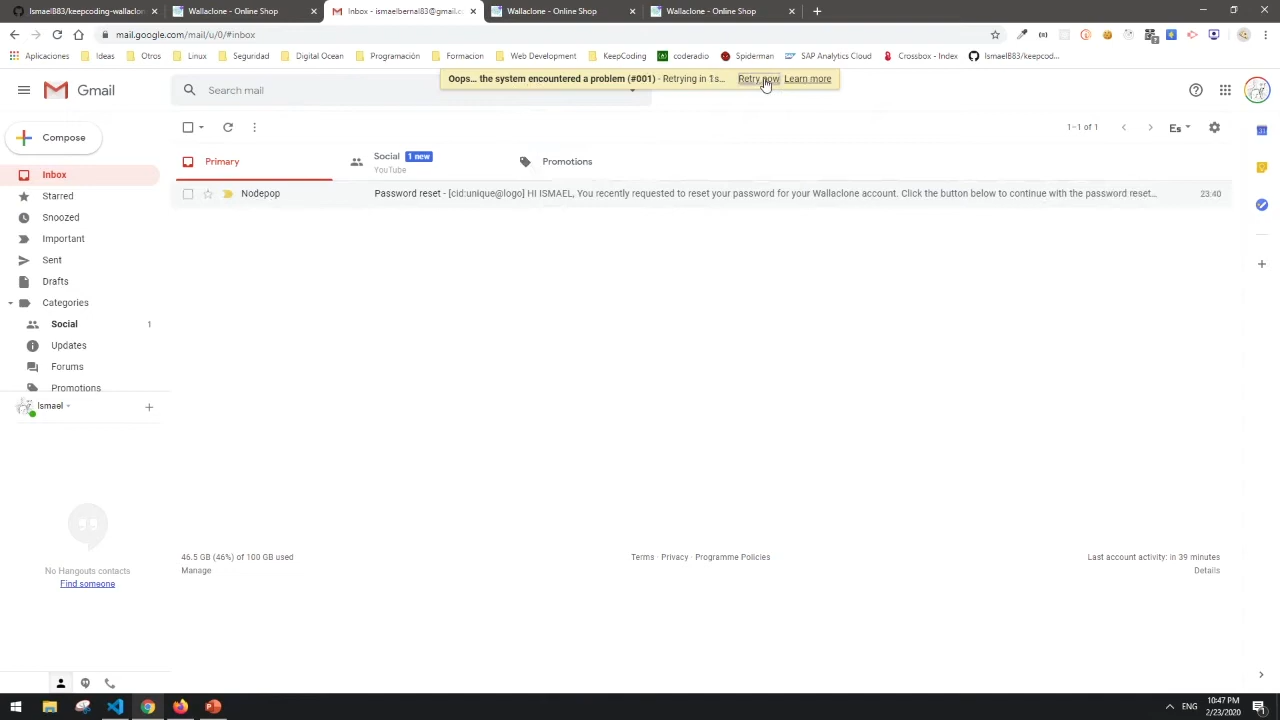 Ismael883/keepcoding-wallaclon
Wallaclone - Online Shop
Inbox - ismaelbernal83@gmail.c
Wallaclone - Online Shop
Wallaclone - Online Shop
mail.google.com/mail/u/0/#inbox
Aplicaciones
Ideas
Otros
Linux
Seguridad
Digital Ocean
Programación
Formacion
Web Development
KeepCoding
coderadio
Spiderman
SAP Analytics Cloud
Crossbox - Index
Ismael883/keepcod...
Gmail
Search mail
Oops... the system encountered a problem (#001) - Retrying in 1s... Retry now Learn more
Compose
1–1 of 1
Es
Inbox
Starred
Snoozed
Important
Sent
Drafts
Categories
Social 1
Updates
Forums
Promotions
Primary
Social 1 new
YouTube
Promotions
Nodepop
Password reset - [cid:unique@logo] HI ISMAEL, You recently requested to reset your password for your Wallaclone account. Click the button below to continue with the password reset...
23:40
Ismael
No Hangouts contacts
Find someone
46.5 GB (46%) of 100 GB used
Manage
Terms · Privacy · Programme Policies
Last account activity: in 39 minutes
Details
ENG
10:47 PM
2/23/2020